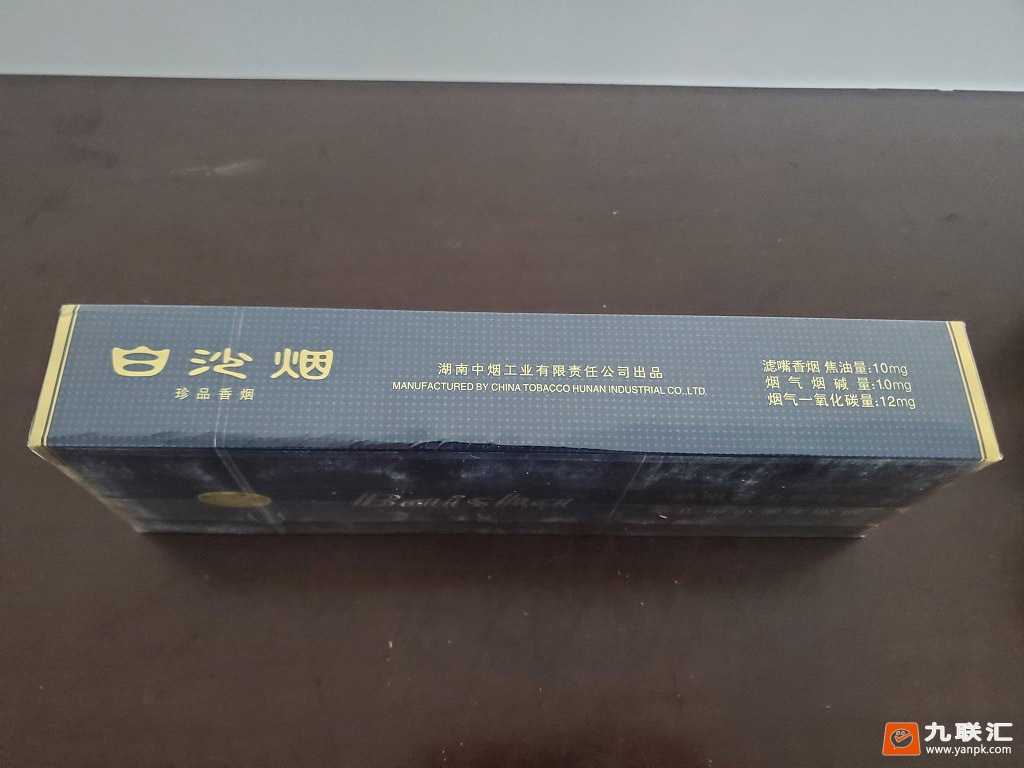 白沙烟
珍品香烟
湖南中烟工业有限责任公司出品
MANUFACTURED BY CHINA TOBACCO HUNAN INDUSTRIAL CO.,LTD.
滤嘴香烟 焦油量:10mg
烟气烟碱量:1.0mg
烟气一氧化碳量:12mg
九联汇
www.yanpk.com